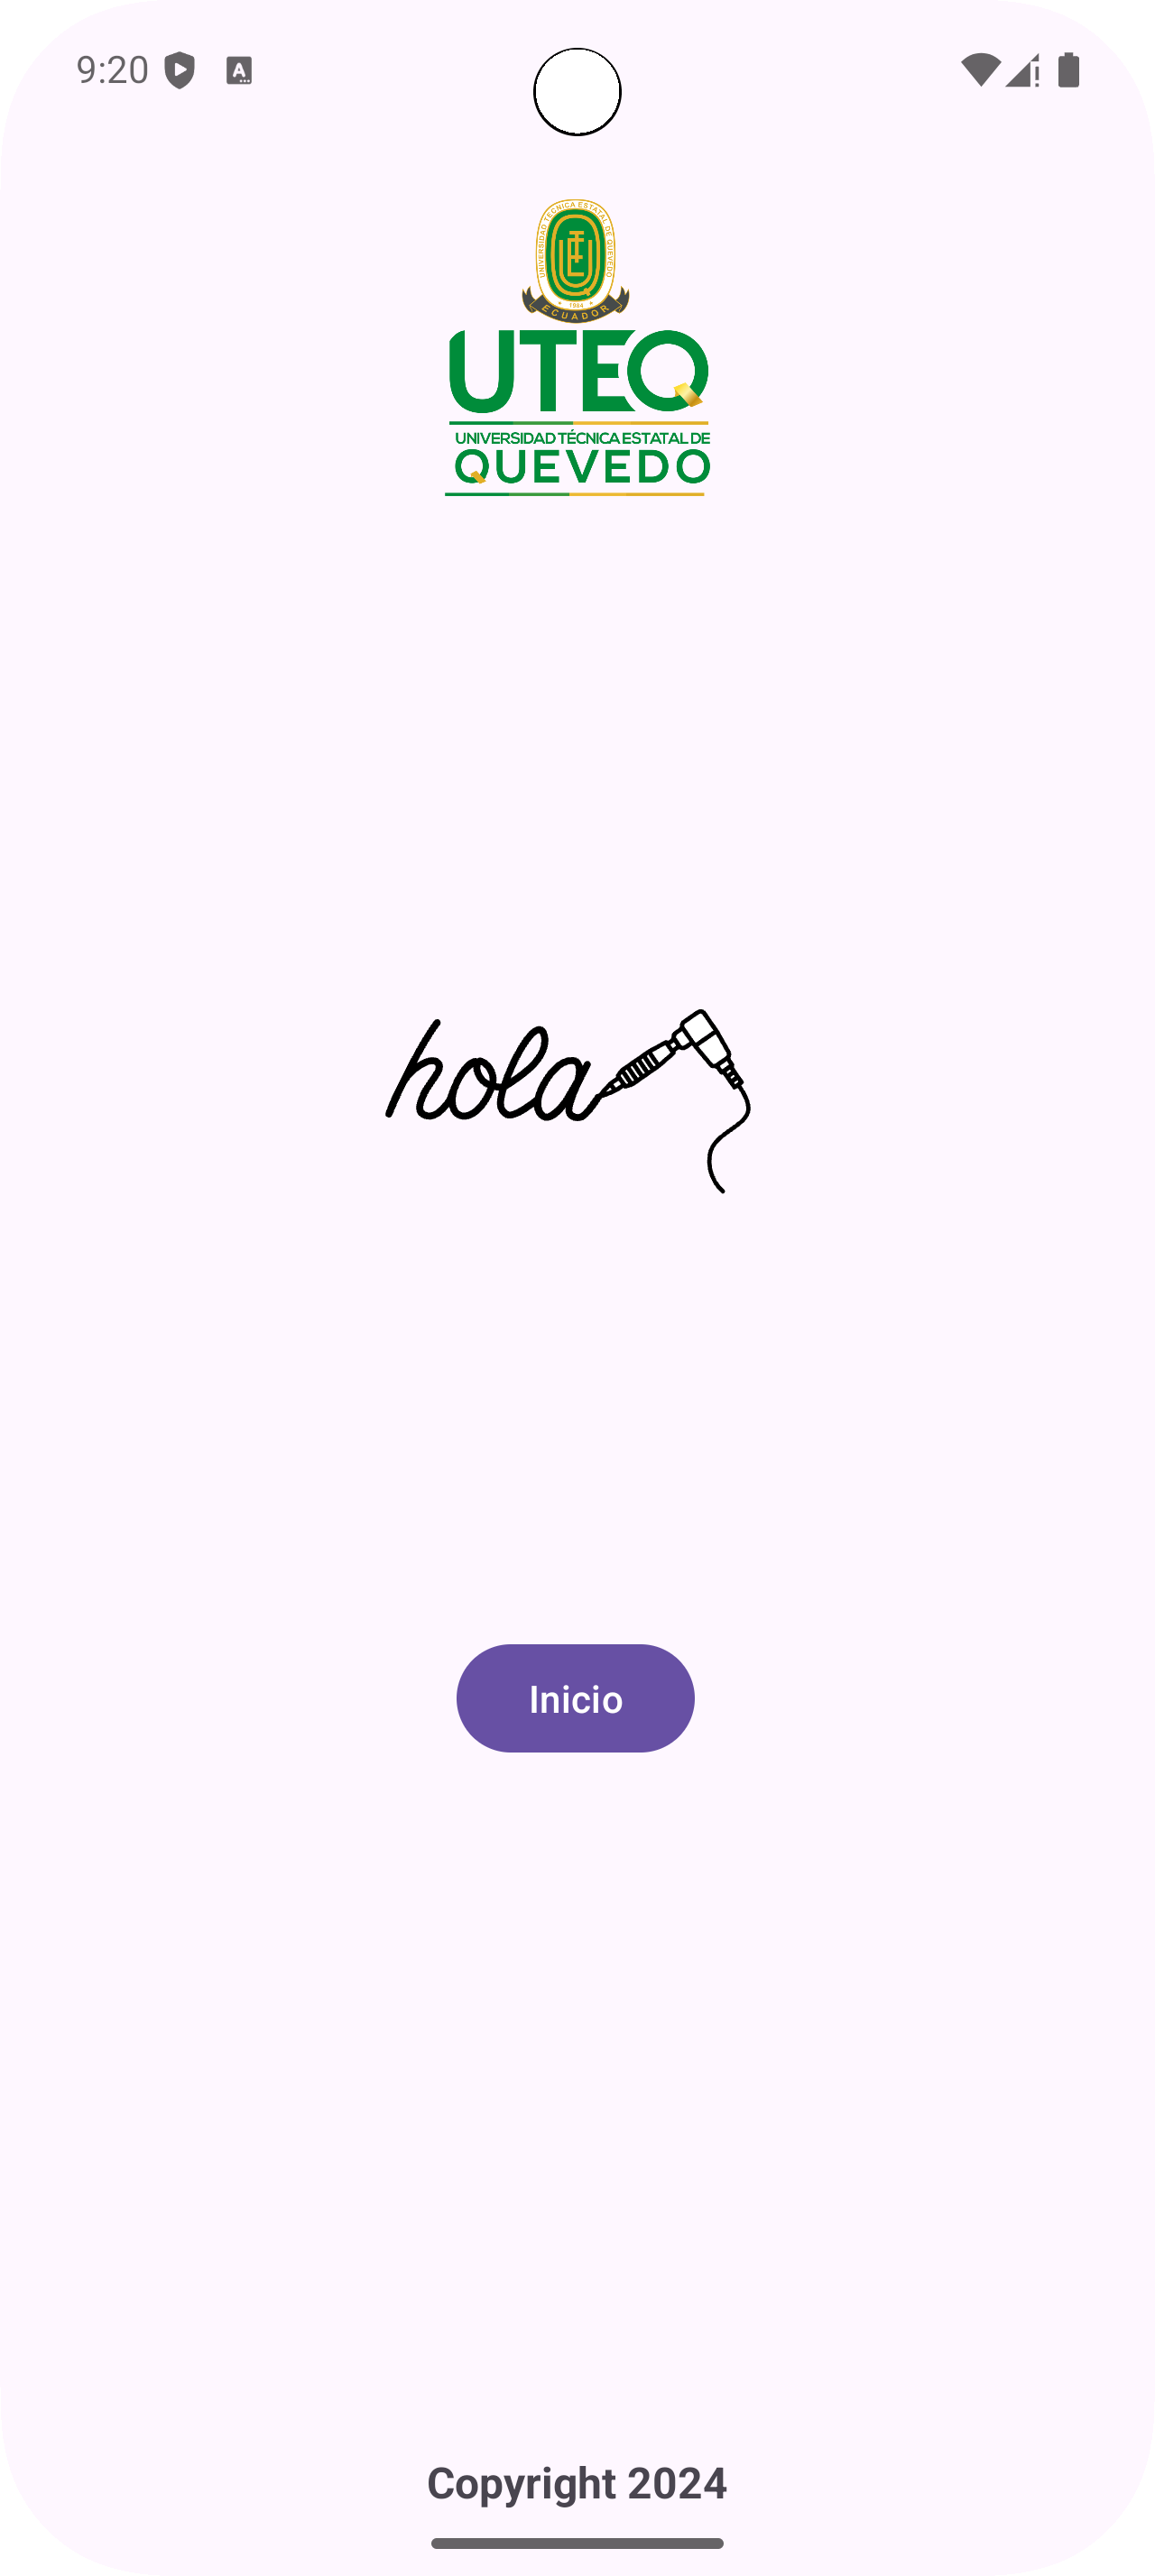 9:20
A
UNIVERSIDAD TÉCNICA ESTATAL DE QUEVEDO
1984
ECUADOR
UTEQ
UNIVERSIDAD TÉCNICA ESTATAL DE
QUEVEDO
hola
Inicio
Copyright 2024